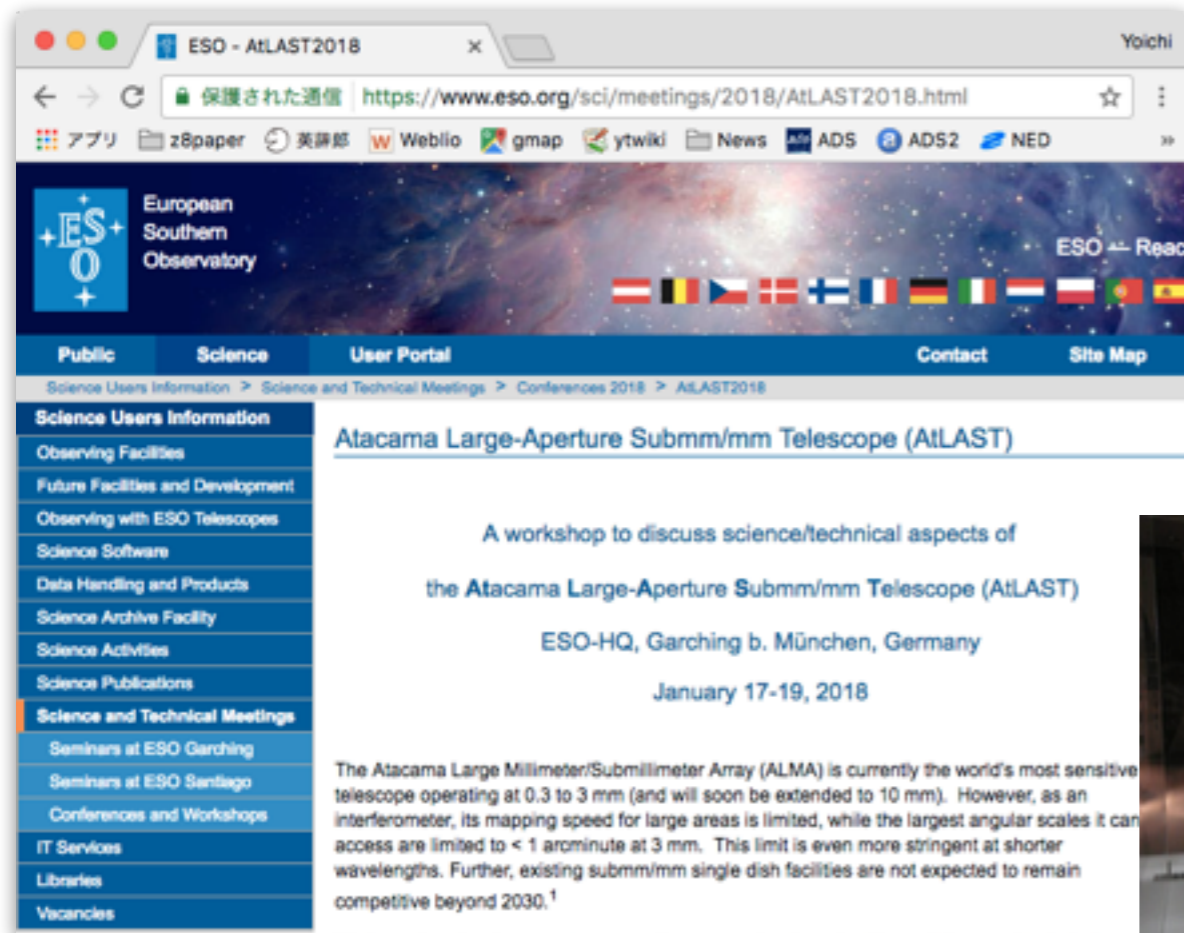 ESO - AtLAST2018
Yoichi
保護された通信 https://www.eso.org/sci/meetings/2018/AtLAST2018.html
アプリ z8paper 英辞郎 Weblio gmap ytwiki News ADS ADS2 NED »
ESO
European
Southern
Observatory
ESO — Reac
Public Science User Portal Contact Site Map
Science Users Information > Science and Technical Meetings > Conferences 2018 > AtLAST2018
Science Users Information
Observing Facilities
Future Facilities and Development
Observing with ESO Telescopes
Science Software
Data Handling and Products
Science Archive Facility
Science Activities
Science Publications
Science and Technical Meetings
Seminars at ESO Garching
Seminars at ESO Santiago
Conferences and Workshops
IT Services
Libraries
Vacancies
Atacama Large-Aperture Submm/mm Telescope (AtLAST)
A workshop to discuss science/technical aspects of
the Atacama Large-Aperture Submm/mm Telescope (AtLAST)
ESO-HQ, Garching b. München, Germany
January 17-19, 2018
The Atacama Large Millimeter/Submillimeter Array (ALMA) is currently the world's most sensitive
telescope operating at 0.3 to 3 mm (and will soon be extended to 10 mm). However, as an
interferometer, its mapping speed for large areas is limited, while the largest angular scales it can
access are limited to < 1 arcminute at 3 mm. This limit is even more stringent at shorter
wavelengths. Further, existing submm/mm single dish facilities are not expected to remain
competitive beyond 2030.¹